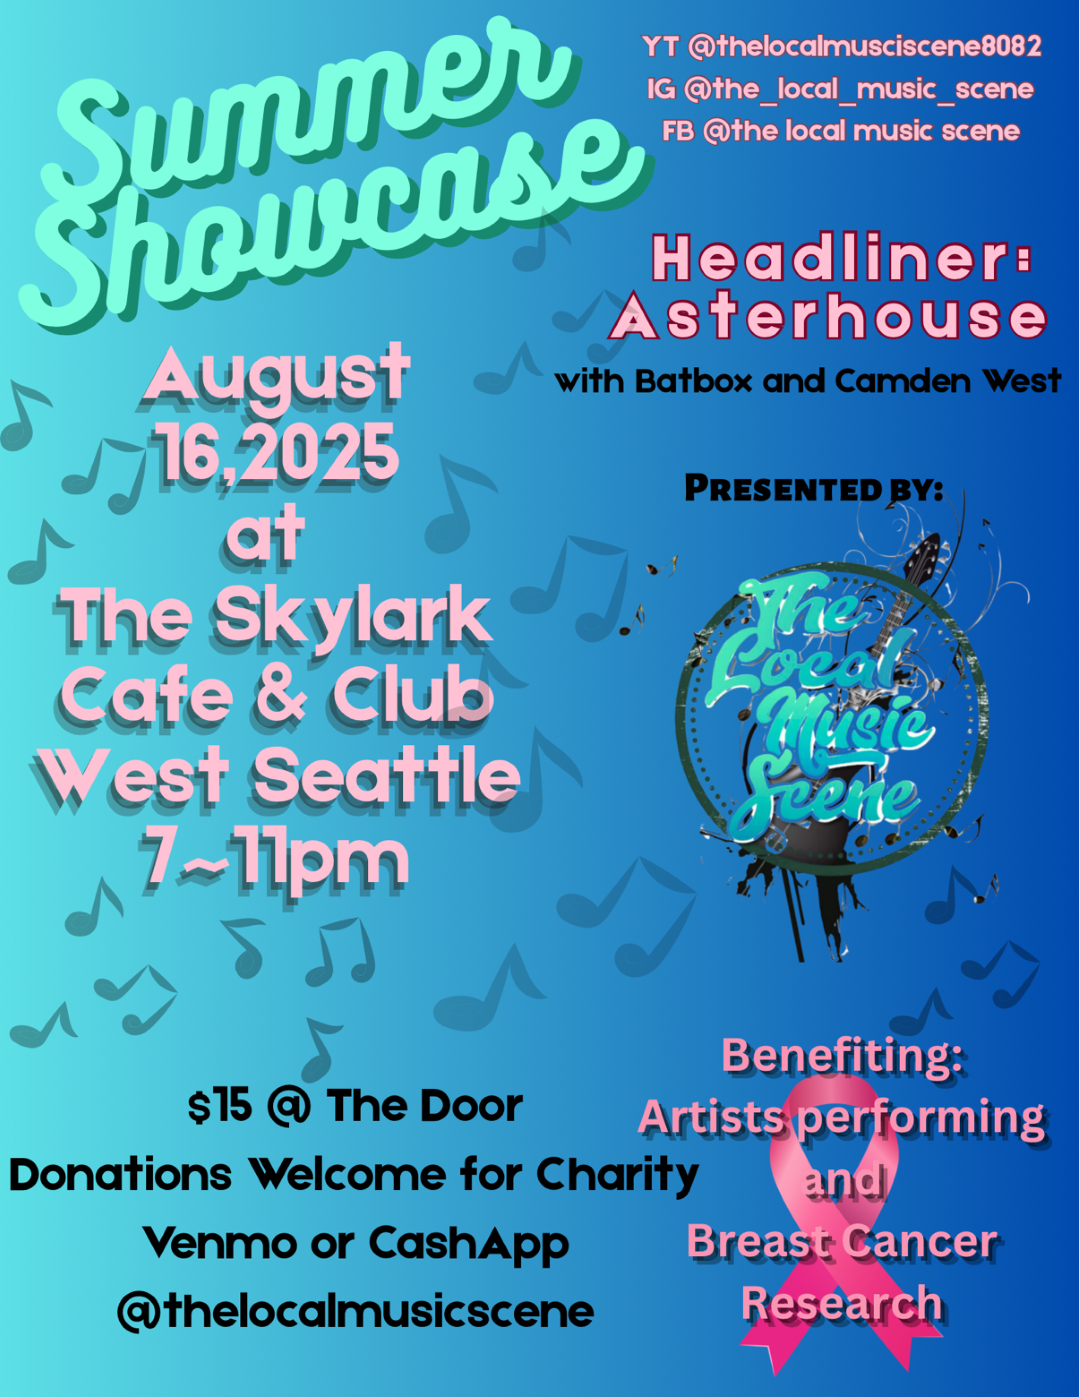 Summer
Showcase
YT @thelocalmusciscene8082
IG @the_local_music_scene
FB @the local music scene
Headliner:
Asterhouse
with Batbox and Camden West
August
16,2025
at
The Skylark
Cafe & Club
West Seattle
7~11pm
Presented by:
The
Local
Music
Scene
$15 @ The Door
Donations Welcome for Charity
Venmo or CashApp
@thelocalmusicscene
Benefiting:
Artists performing
and
Breast Cancer
Research